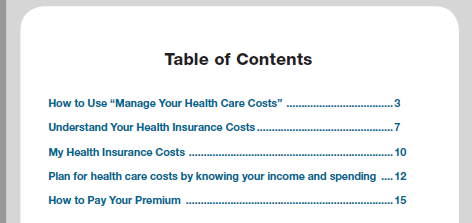 Table of Contents
How to Use “Manage Your Health Care Costs” ....................................3
Understand Your Health Insurance Costs..............................................7
My Health Insurance Costs .....................................................................10
Plan for health care costs by knowing your income and spending ....12
How to Pay Your Premium ......................................................................15